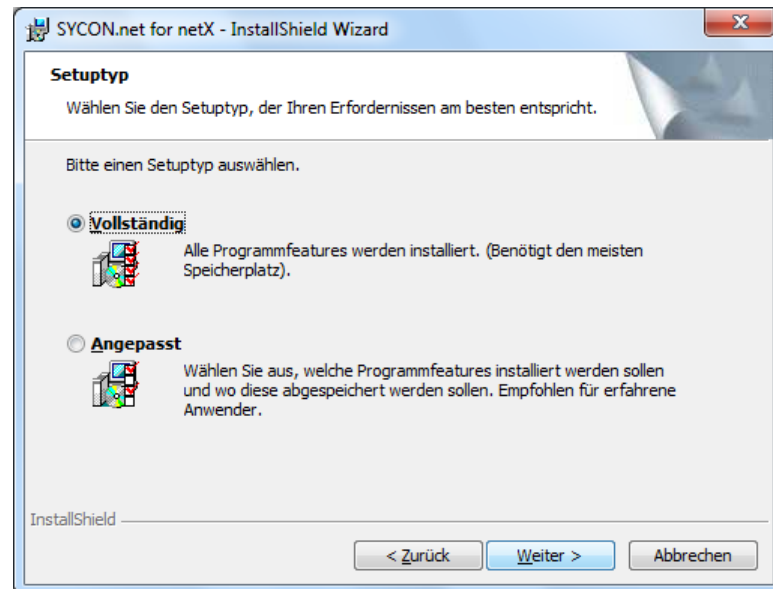 SYCON.net for netX - InstallShield Wizard
Setuptyp
Wählen Sie den Setuptyp, der Ihren Erfordernissen am besten entspricht.
Bitte einen Setuptyp auswählen.
Vollständig
Alle Programmfeatures werden installiert. (Benötigt den meisten
Speicherplatz).
Angepasst
Wählen Sie aus, welche Programmfeatures installiert werden sollen
und wo diese abgespeichert werden sollen. Empfohlen für erfahrene
Anwender.
InstallShield
< Zurück Weiter > Abbrechen